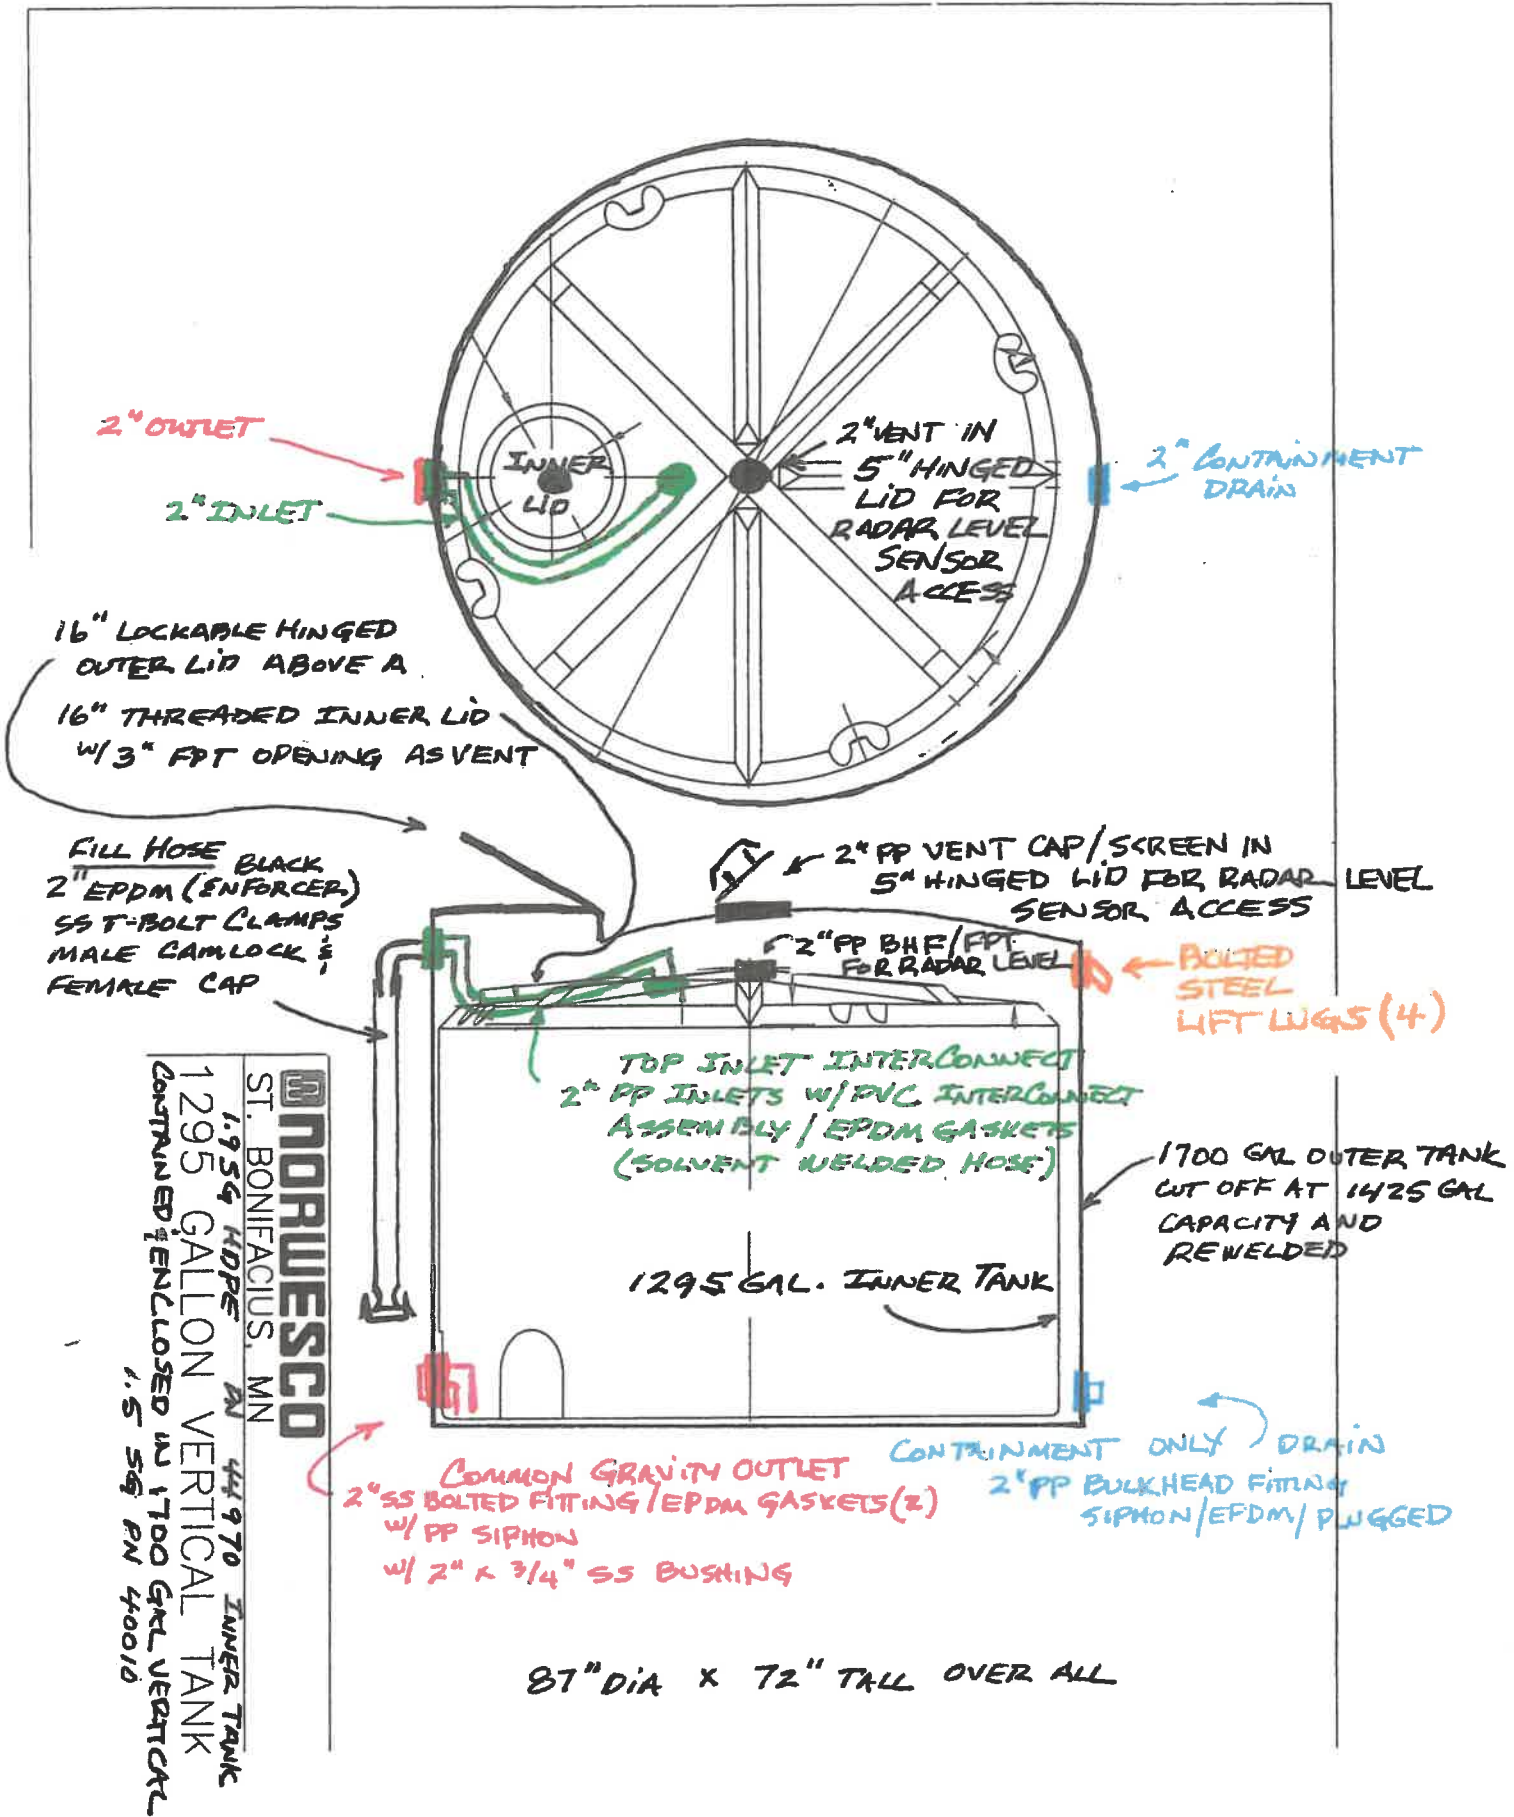 2" OUTLET
2" INLET
INNER
LID
2" VENT IN
5" HINGED
LID FOR
RADAR LEVEL
SENSOR
ACCESS
2" CONTAINMENT
DRAIN
16" LOCKABLE HINGED
OUTER LID ABOVE A
16" THREADED INNER LID
W/3" FPT OPENING AS VENT
FILL HOSE BLACK
2" EPDM (ENFORCER)
SS T-BOLT CLAMPS
MALE CAMLOCK &
FEMALE CAP
2" PP VENT CAP/SCREEN IN
5" HINGED LID FOR RADAR LEVEL
SENSOR ACCESS
2" PP BHF/FPT
FOR RADAR LEVEL
BOLTED
STEEL
LIFT LUGS (4)
TOP INLET INTERCONNECT
2" PP INLETS W/PVC INTERCONNECT
ASSEMBLY/EPDM GASKETS
(SOLVENT WELDED HOSE)
1700 GAL OUTER TANK
CUT OFF AT 1425 GAL
CAPACITY AND
REWELDED
1295 GAL. INNER TANK
COMMON GRAVITY OUTLET
2" SS BOLTED FITTING/EPDM GASKETS(2)
W/ PP SIPHON
W/ 2" x 3/4" SS BUSHING
CONTAINMENT ONLY DRAIN
2" PP BULKHEAD FITTING
SIPHON/EPDM/PLUGGED
87" DIA X 72" TALL OVER ALL
NORWESCO
ST. BONIFACIUS, MN
1.9 SG HDPE PN 44970 INNER TANK
1295 GALLON VERTICAL TANK
CONTAINED & ENCLOSED IN 1700 GAL VERTICAL
1.5 SG PN 40010